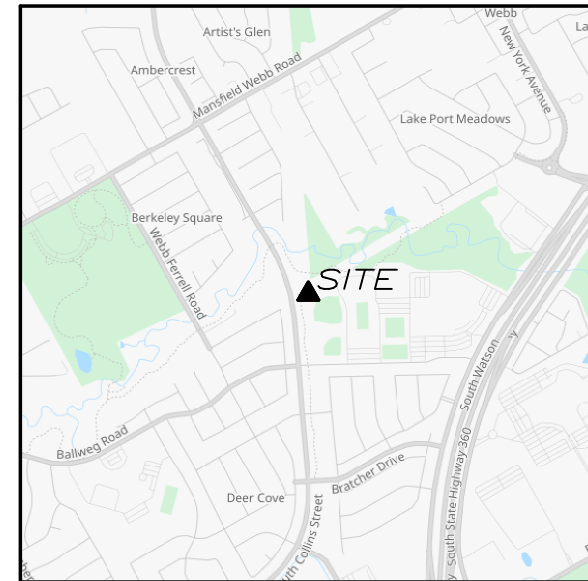 Webb
Artist's Glen
New York Avenue
Ambercrest
Mansfield Webb Road
Lake Port Meadows
Berkeley Square
Webb Ferrell Road
SITE
South Watson
Ballweg Road
Bratcher Drive
South State Highway 360
Deer Cove
uth Collins Street